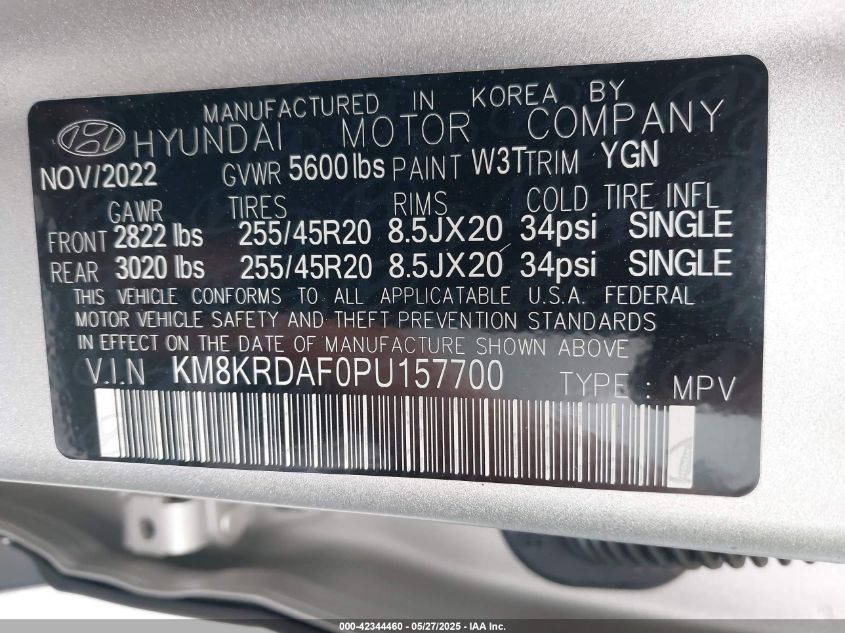 MANUFACTURED IN KOREA BY
HYUNDAI MOTOR COMPANY
NOV/2022 GVWR 5600 lbs PAINT W3T TRIM YGN
GAWR TIRES RIMS COLD TIRE INFL
FRONT 2822 lbs 255/45R20 8.5JX20 34psi SINGLE
REAR 3020 lbs 255/45R20 8.5JX20 34psi SINGLE
THIS VEHICLE CONFORMS TO ALL APPLICATABLE U.S.A. FEDERAL
MOTOR VEHICLE SAFETY AND THEFT PREVENTION STANDARDS
IN EFFECT ON THE DATE OF MANUFACTURE SHOWN ABOVE.
V.I.N KM8KRDAF0PU157700 TYPE : MPV
000-42344460 - 05/27/2025 - IAA Inc.